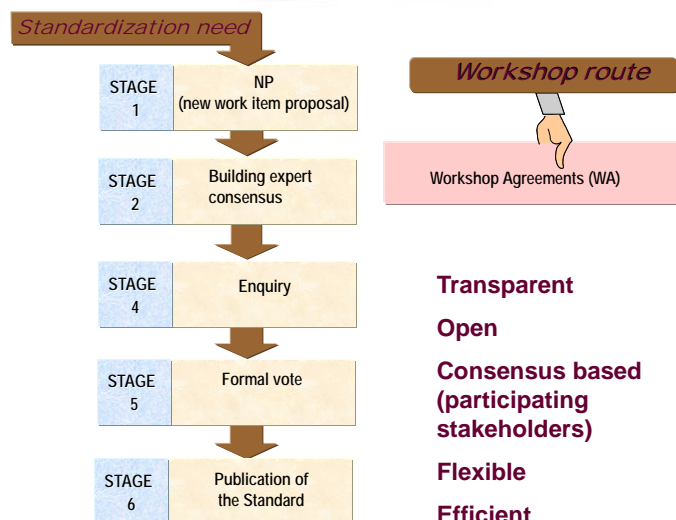 Standardization need
STAGE
1
NP
(new work item proposal)
STAGE
2
Building expert
consensus
STAGE
4
Enquiry
STAGE
5
Formal vote
STAGE
6
Publication of
the Standard
Workshop route
Workshop Agreements (WA)
Transparent
Open
Consensus based
(participating
stakeholders)
Flexible
Efficient